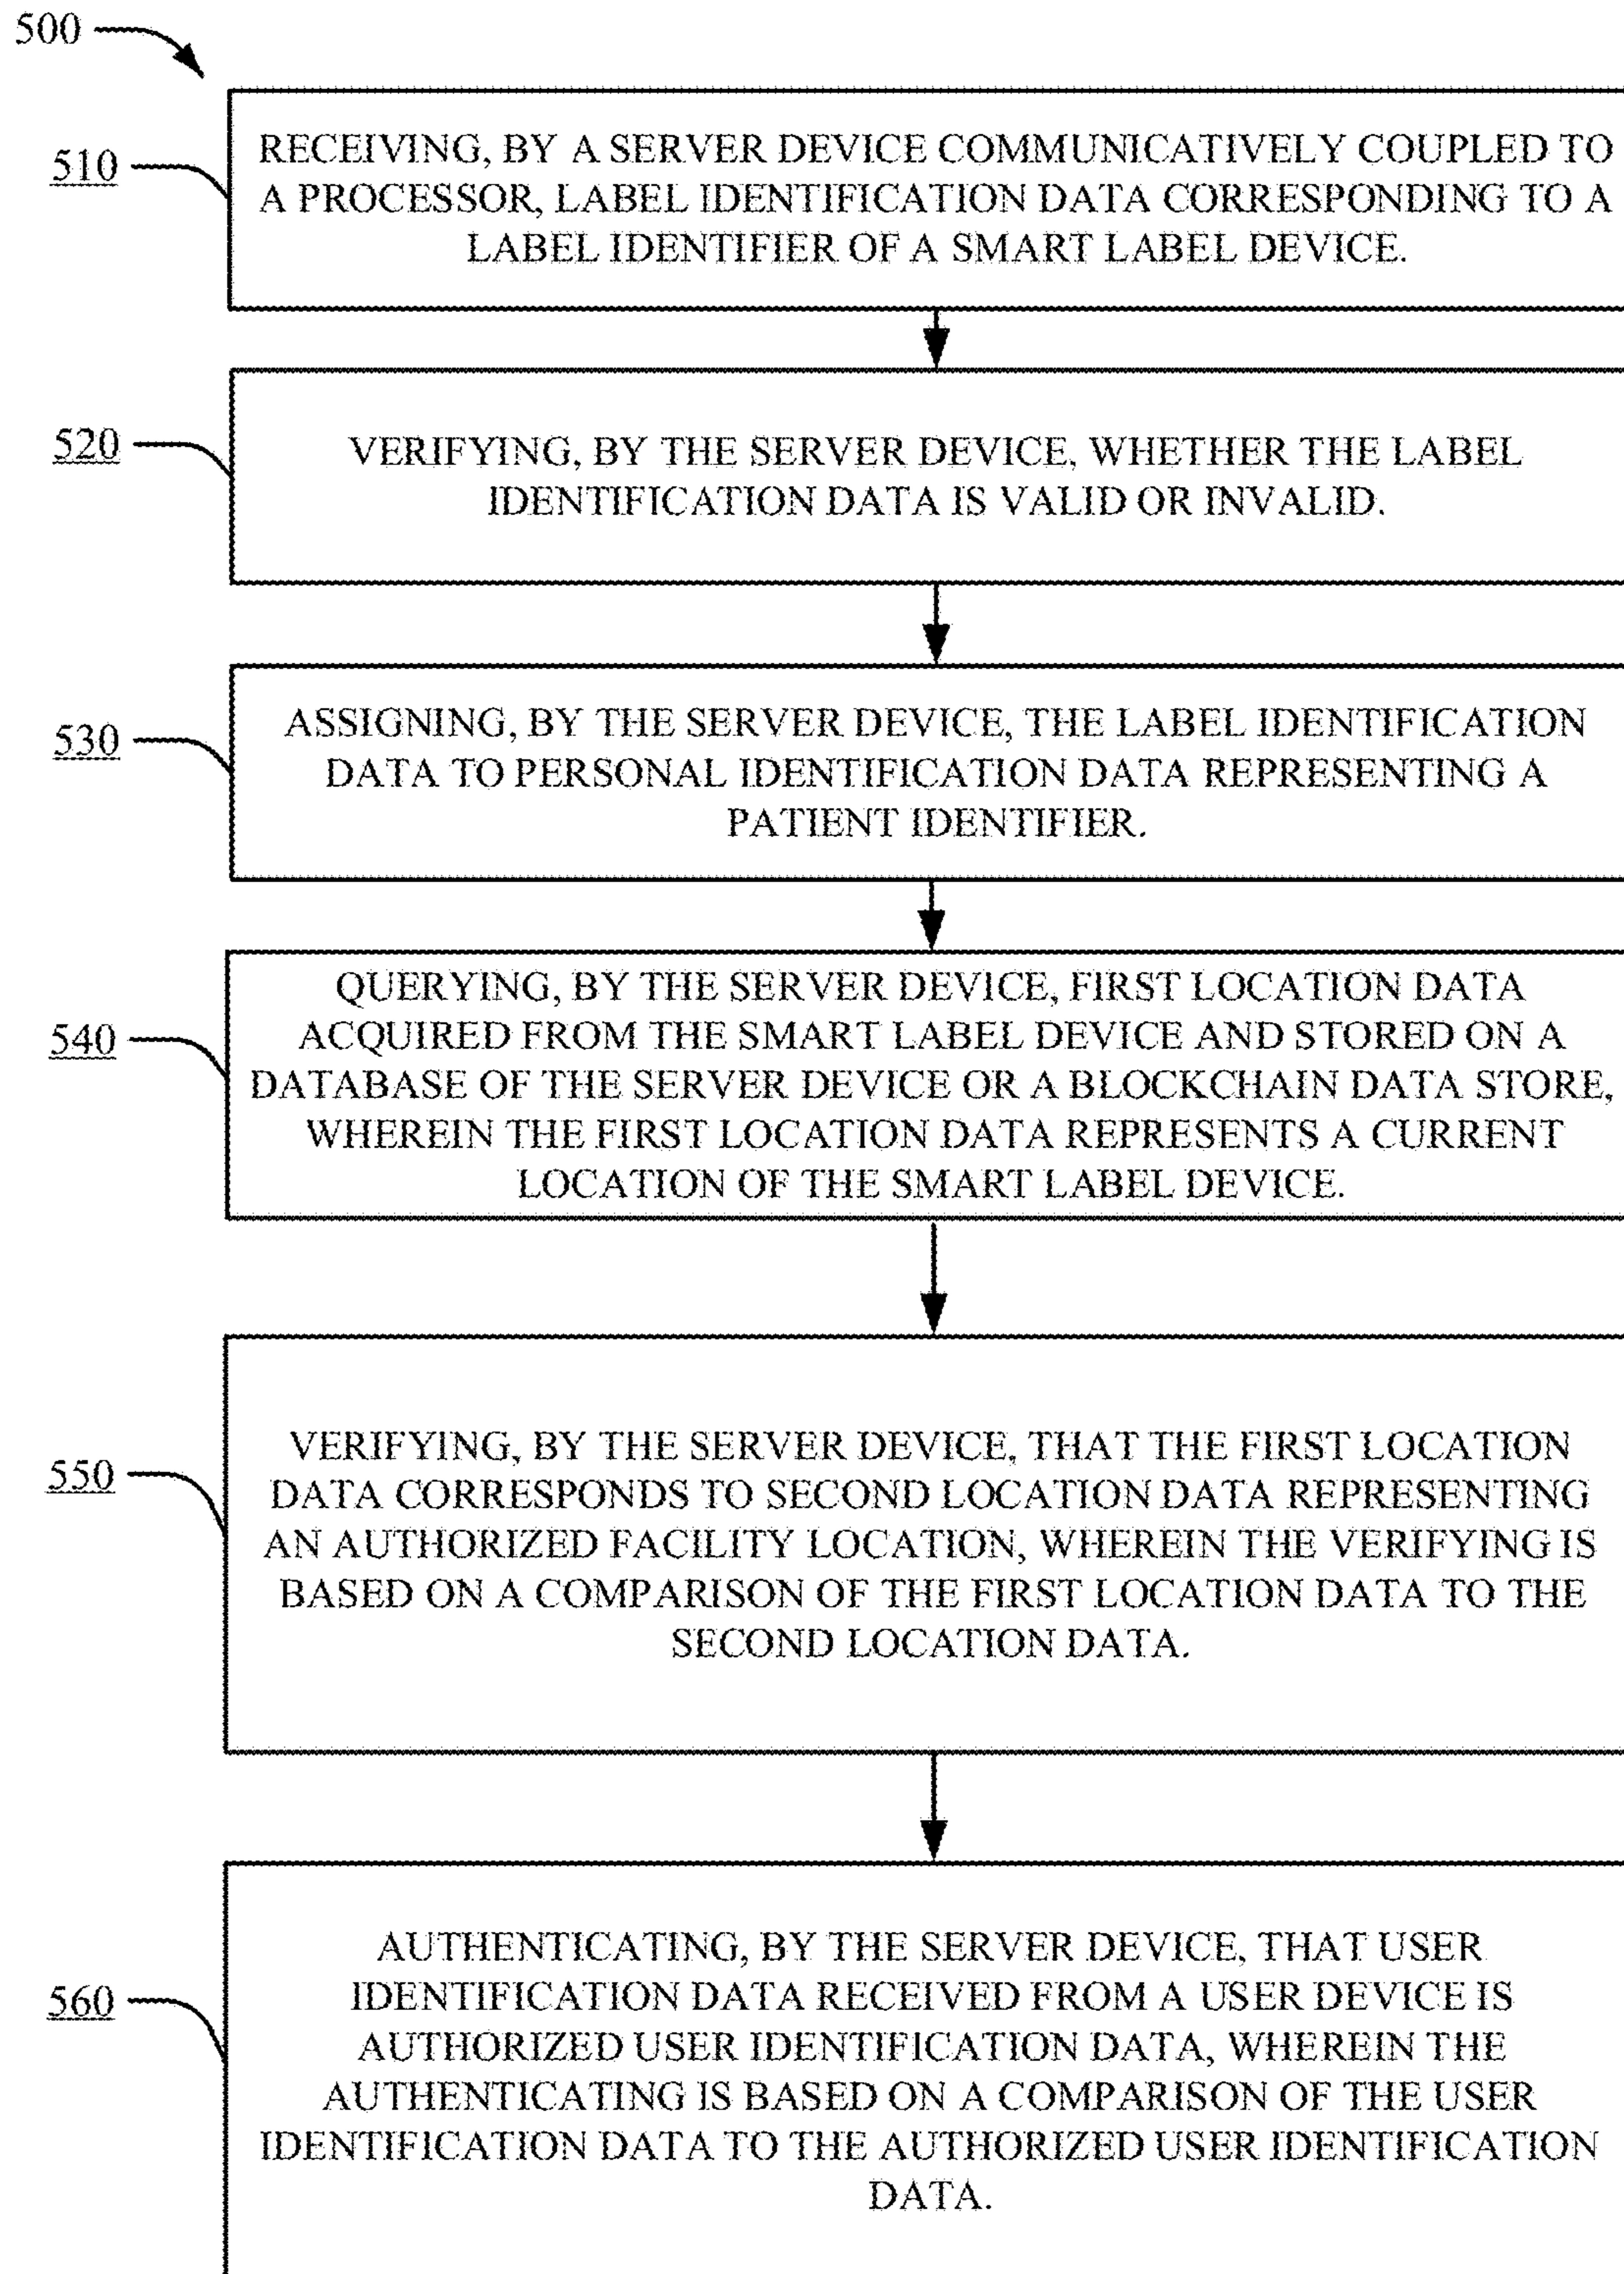 500
510
RECEIVING, BY A SERVER DEVICE COMMUNICATIVELY COUPLED TO
A PROCESSOR, LABEL IDENTIFICATION DATA CORRESPONDING TO A
LABEL IDENTIFIER OF A SMART LABEL DEVICE.
520
VERIFYING, BY THE SERVER DEVICE, WHETHER THE LABEL
IDENTIFICATION DATA IS VALID OR INVALID.
530
ASSIGNING, BY THE SERVER DEVICE, THE LABEL IDENTIFICATION
DATA TO PERSONAL IDENTIFICATION DATA REPRESENTING A
PATIENT IDENTIFIER.
540
QUERYING, BY THE SERVER DEVICE, FIRST LOCATION DATA
ACQUIRED FROM THE SMART LABEL DEVICE AND STORED ON A
DATABASE OF THE SERVER DEVICE OR A BLOCKCHAIN DATA STORE,
WHEREIN THE FIRST LOCATION DATA REPRESENTS A CURRENT
LOCATION OF THE SMART LABEL DEVICE.
550
VERIFYING, BY THE SERVER DEVICE, THAT THE FIRST LOCATION
DATA CORRESPONDS TO SECOND LOCATION DATA REPRESENTING
AN AUTHORIZED FACILITY LOCATION, WHEREIN THE VERIFYING IS
BASED ON A COMPARISON OF THE FIRST LOCATION DATA TO THE
SECOND LOCATION DATA.
560
AUTHENTICATING, BY THE SERVER DEVICE, THAT USER
IDENTIFICATION DATA RECEIVED FROM A USER DEVICE IS
AUTHORIZED USER IDENTIFICATION DATA, WHEREIN THE
AUTHENTICATING IS BASED ON A COMPARISON OF THE USER
IDENTIFICATION DATA TO THE AUTHORIZED USER IDENTIFICATION
DATA.